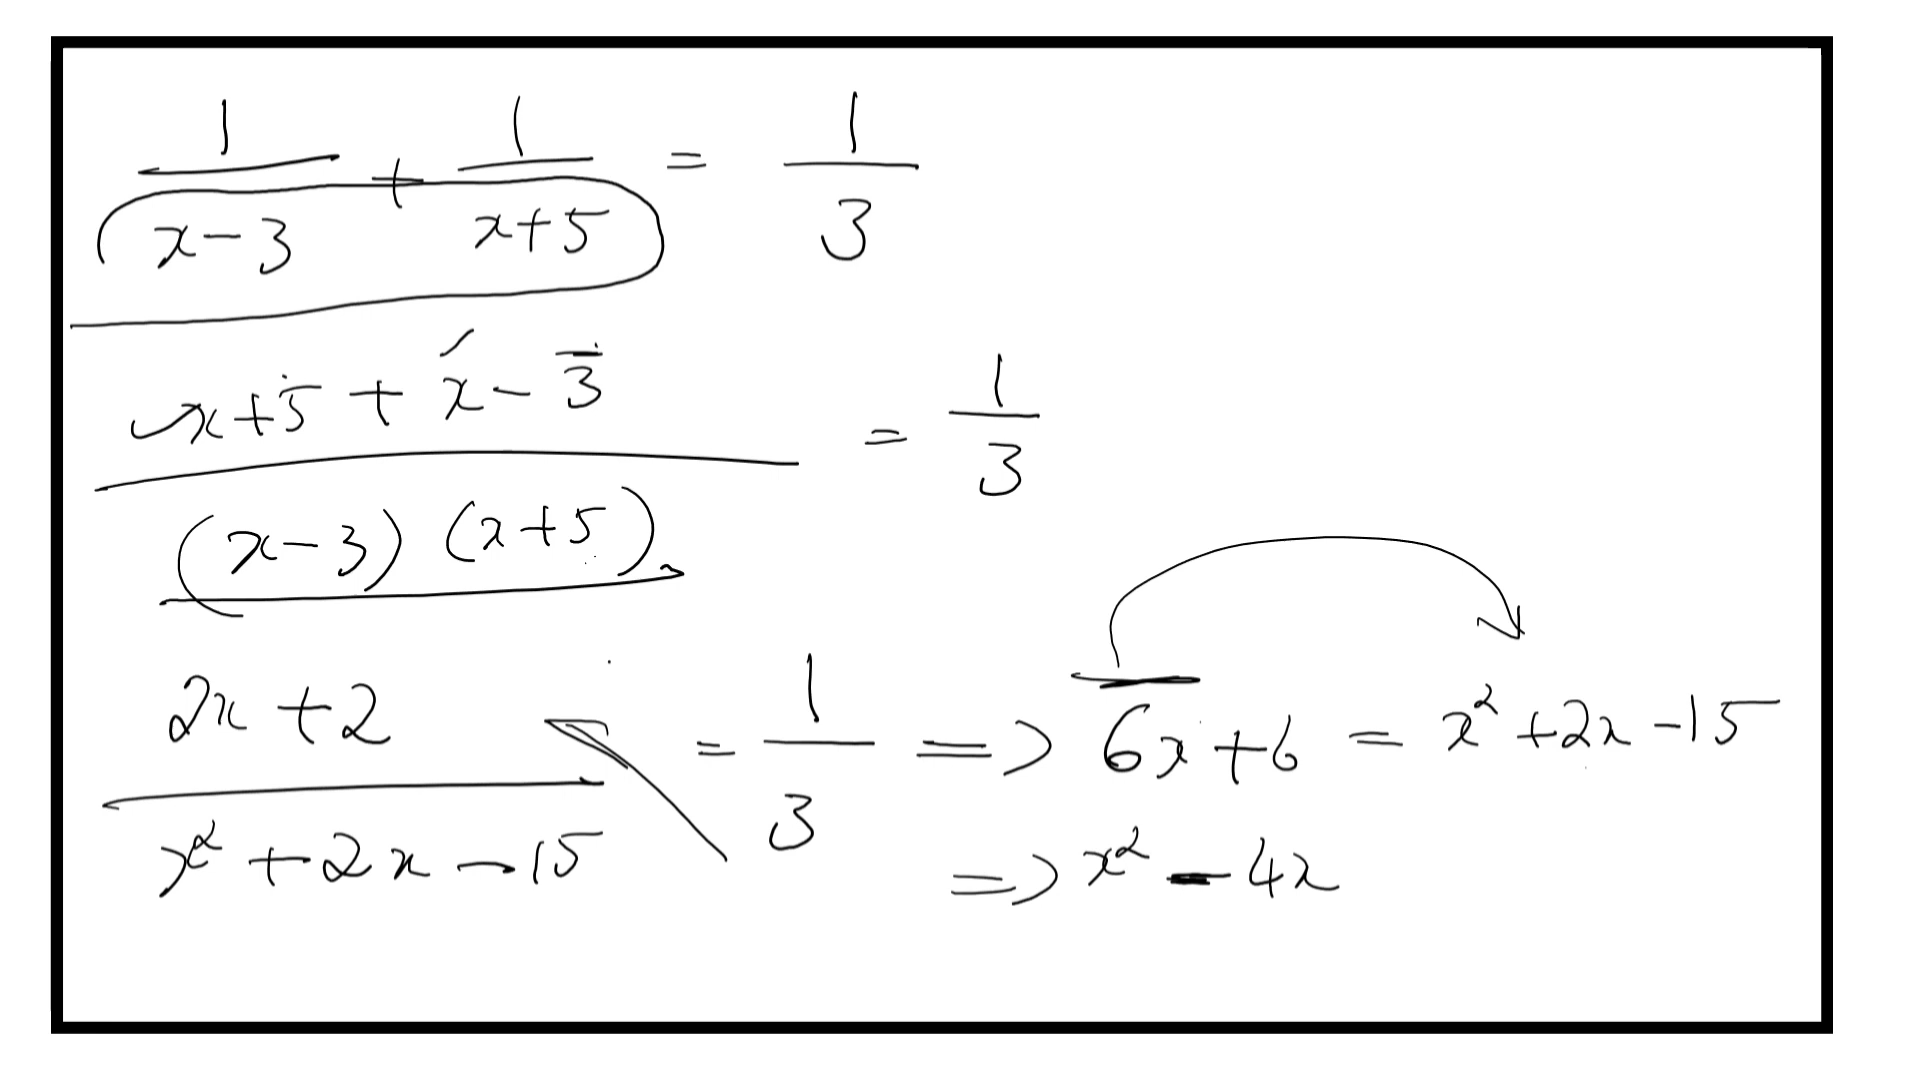 1/(x-3) + 1/(x+5) = 1/3
(x+5+x-3)/((x-3)(x+5)) = 1/3
(2x+2)/(x²+2x-15) = 1/3 => 6x+6 = x²+2x-15
=> x²-4x